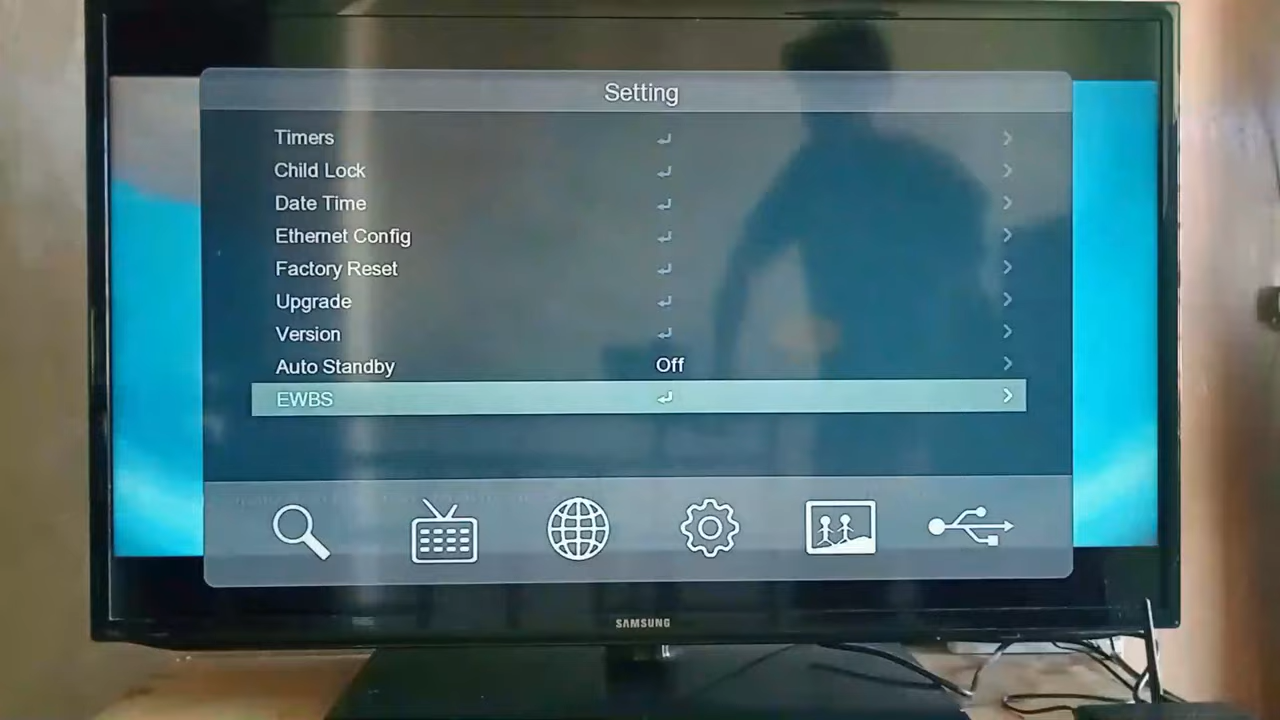 Setting
Timers
Child Lock
Date Time
Ethernet Config
Factory Reset
Upgrade
Version
Auto Standby Off
EWBS
SAMSUNG